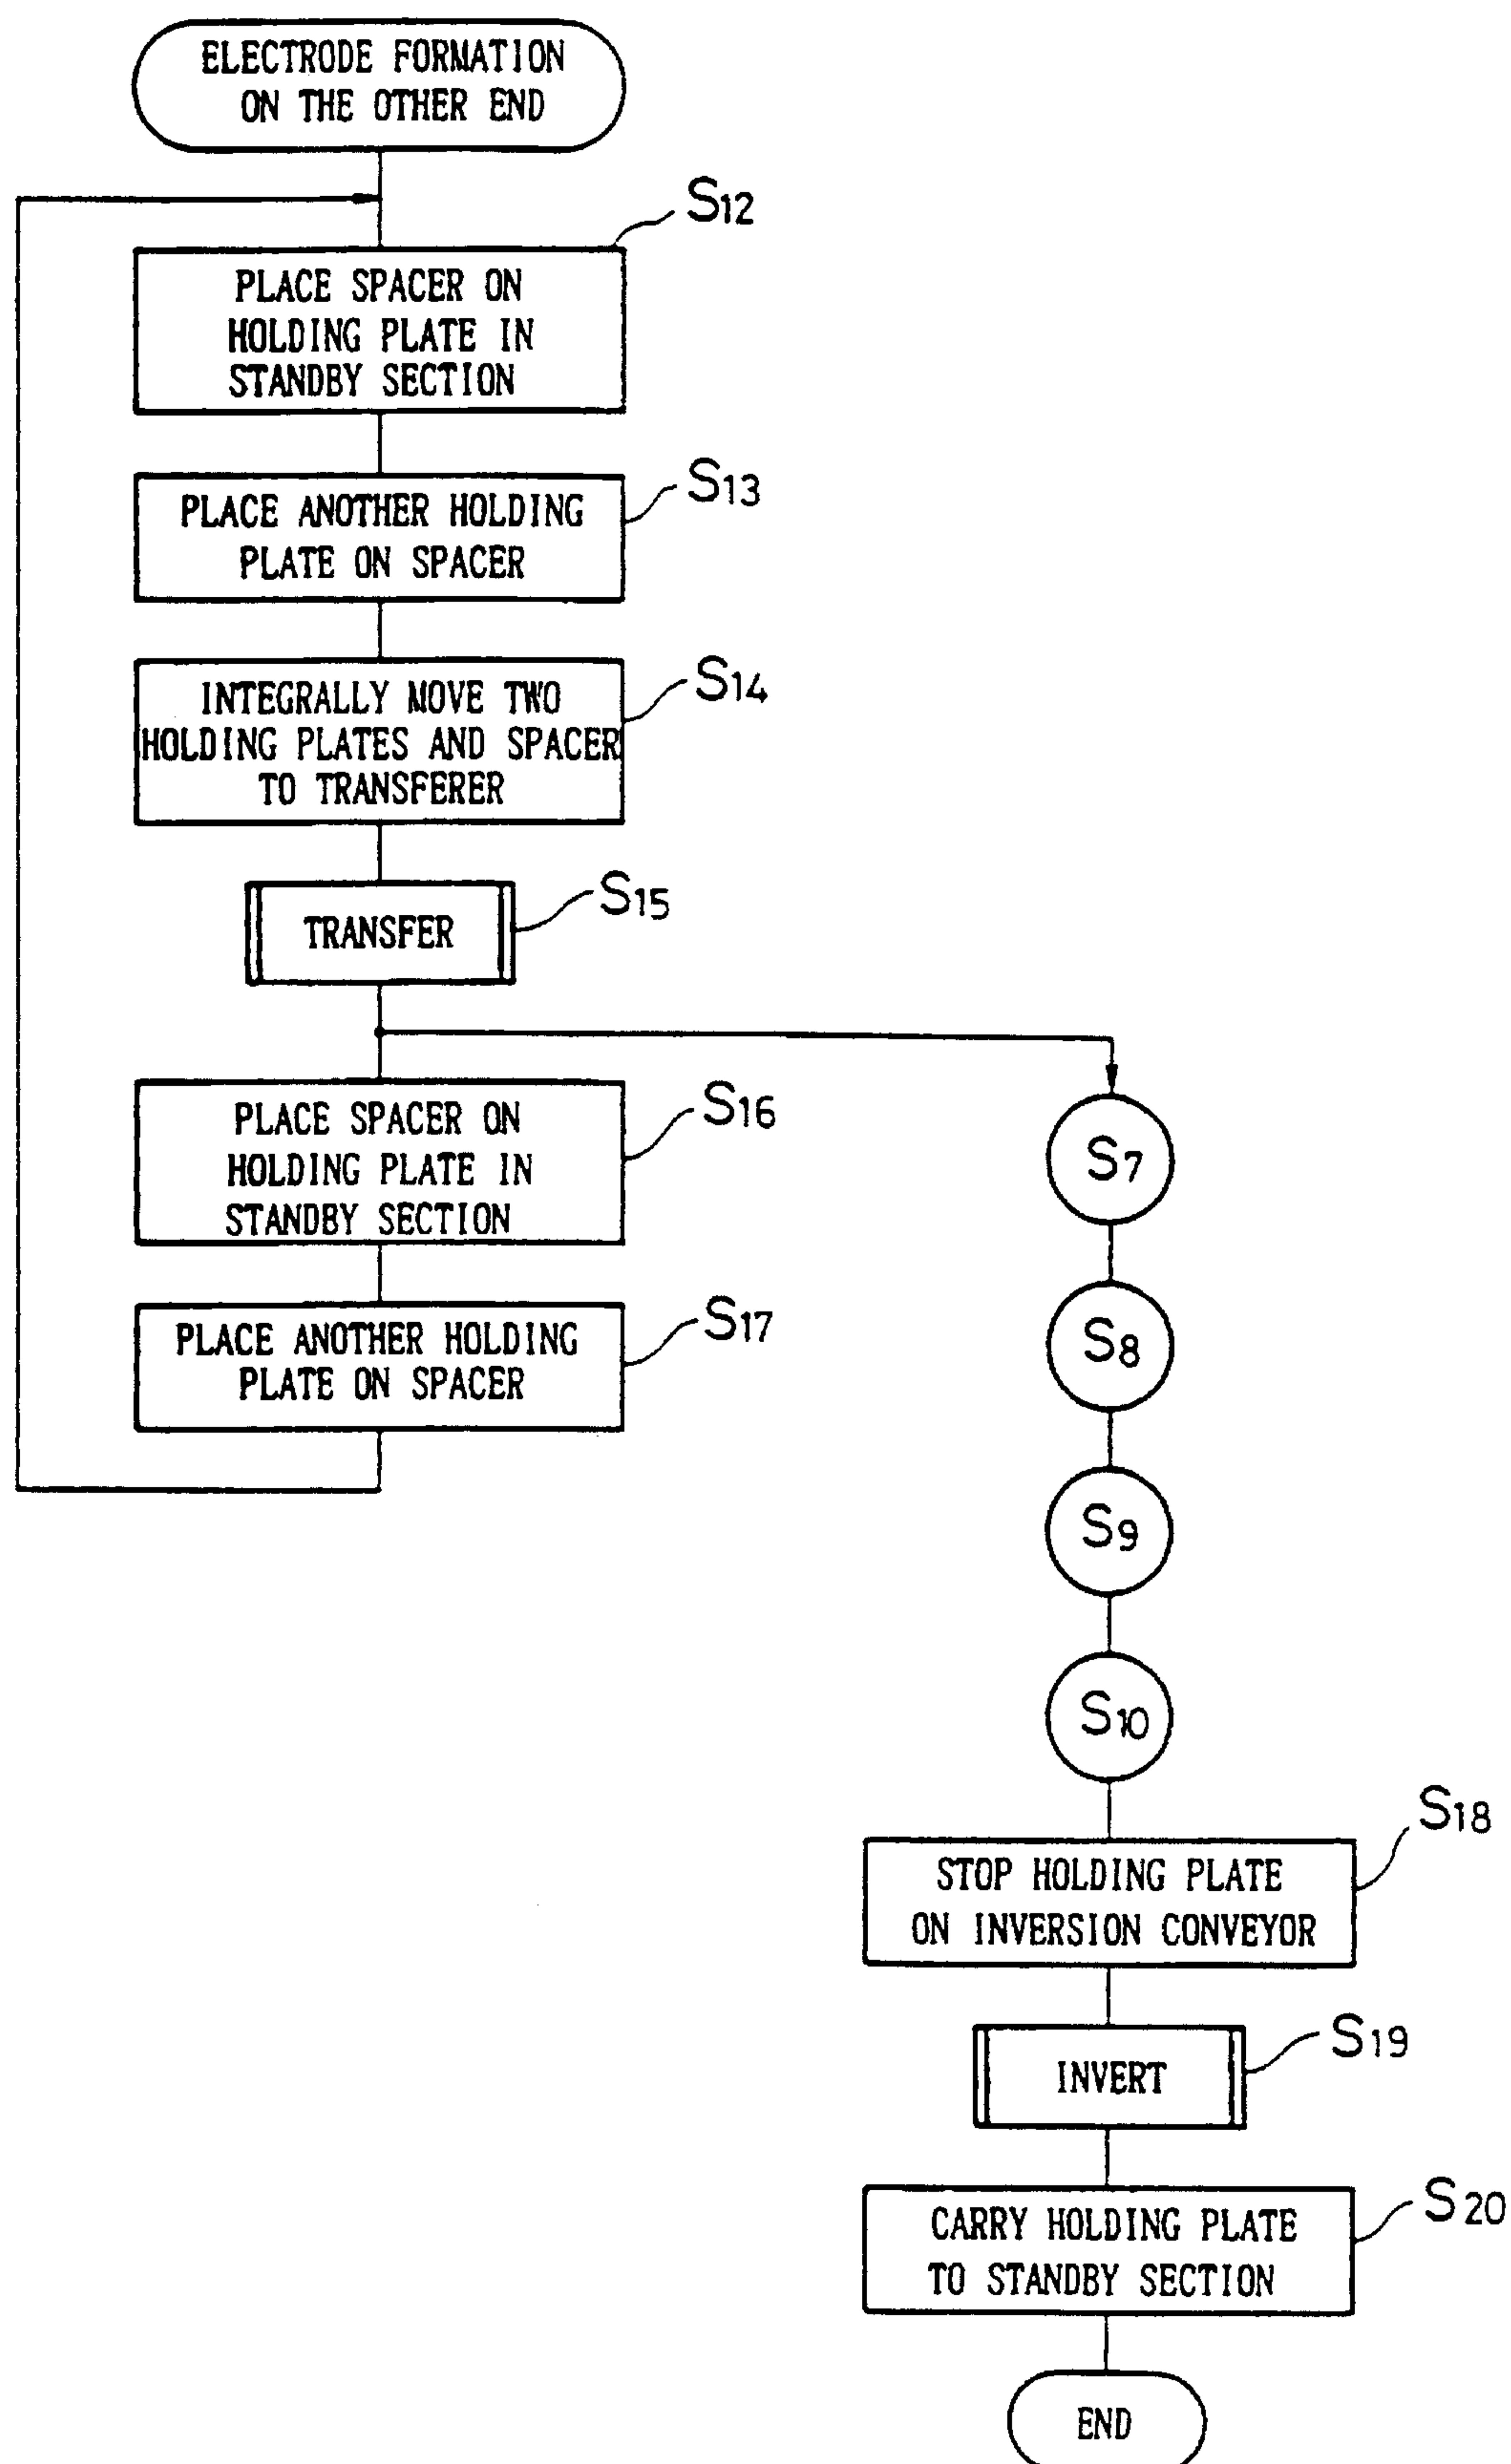 ELECTRODE FORMATION
ON THE OTHER END
S12
PLACE SPACER ON
HOLDING PLATE IN
STANDBY SECTION
S13
PLACE ANOTHER HOLDING
PLATE ON SPACER
S14
INTEGRALLY MOVE TWO
HOLDING PLATES AND SPACER
TO TRANSFERER
S15
TRANSFER
S16
PLACE SPACER ON
HOLDING PLATE IN
STANDBY SECTION
S17
PLACE ANOTHER HOLDING
PLATE ON SPACER
S7
S8
S9
S10
S18
STOP HOLDING PLATE
ON INVERSION CONVEYOR
S19
INVERT
S20
CARRY HOLDING PLATE
TO STANDBY SECTION
END